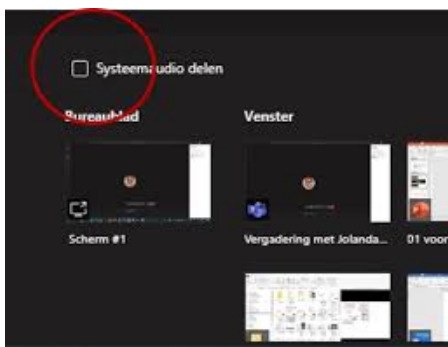 Systeemaudio delen
Bureaublad
Venster
Scherm #1
Vergadering met Jolanda...
01 voor